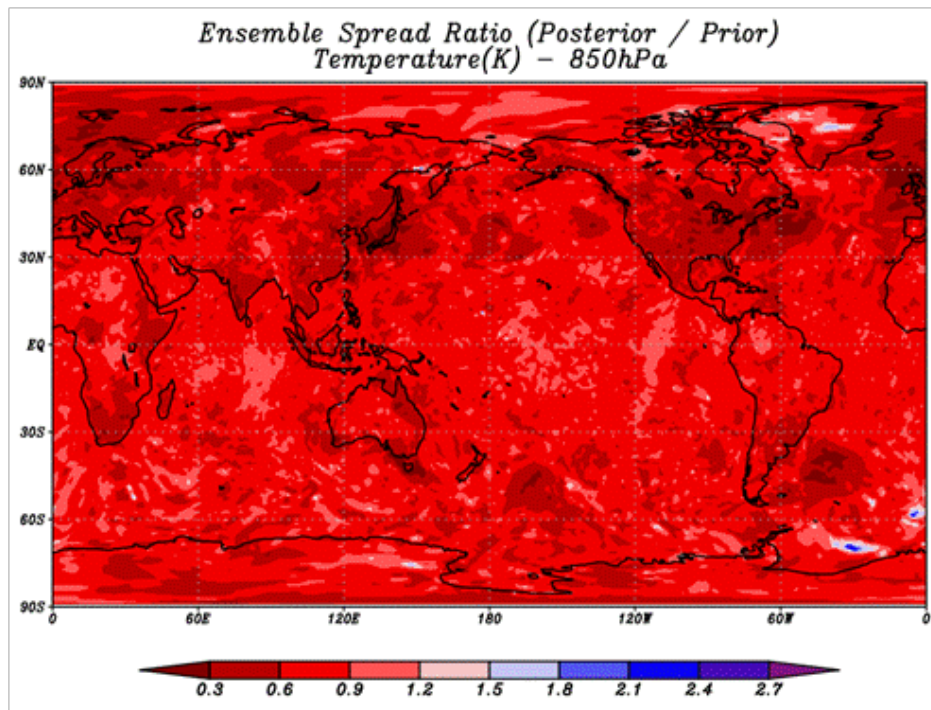 Ensemble Spread Ratio (Posterior / Prior)
Temperature(K) - 850hPa
90N
60N
30N
EQ
30S
60S
90S
0 60E 120E 180 120W 60W 0
0.3 0.6 0.9 1.2 1.5 1.8 2.1 2.4 2.7